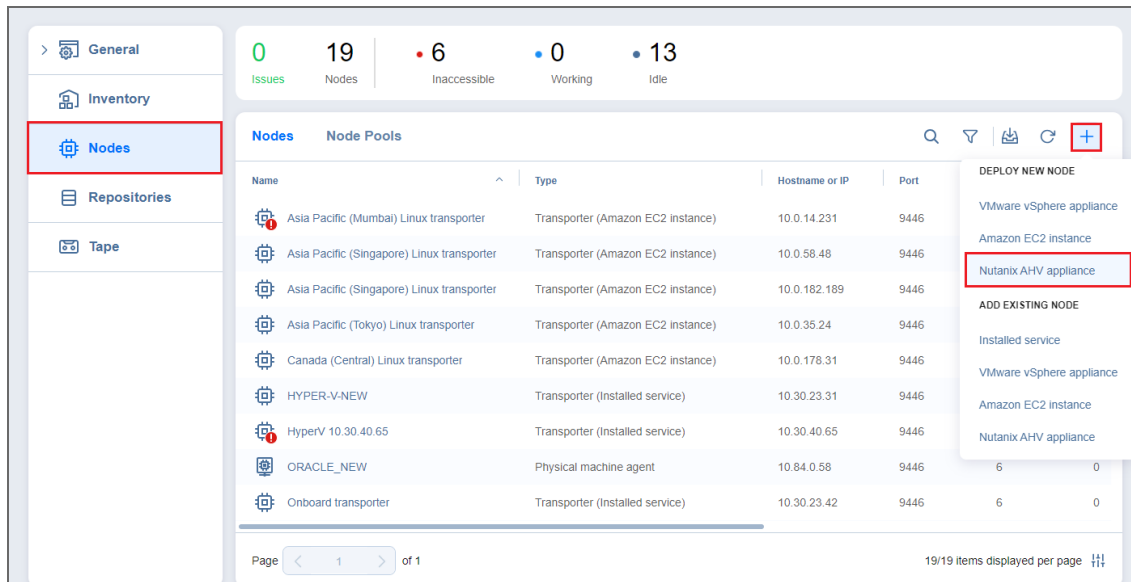 General
Inventory
Nodes
Repositories
Tape
0 19 6 0 13
Issues Nodes Inaccessible Working Idle
Nodes Node Pools
Name Type Hostname or IP Port
Asia Pacific (Mumbai) Linux transporter Transporter (Amazon EC2 instance) 10.0.14.231 9446
Asia Pacific (Singapore) Linux transporter Transporter (Amazon EC2 instance) 10.0.58.48 9446
Asia Pacific (Singapore) Linux transporter Transporter (Amazon EC2 instance) 10.0.182.189 9446
Asia Pacific (Tokyo) Linux transporter Transporter (Amazon EC2 instance) 10.0.35.24 9446
Canada (Central) Linux transporter Transporter (Amazon EC2 instance) 10.0.178.31 9446
HYPER-V-NEW Transporter (Installed service) 10.30.23.31 9446
HyperV 10.30.40.65 Transporter (Installed service) 10.30.40.65 9446
ORACLE_NEW Physical machine agent 10.84.0.58 9446 6 0
Onboard transporter Transporter (Installed service) 10.30.23.42 9446 6 0
DEPLOY NEW NODE
VMware vSphere appliance
Amazon EC2 instance
Nutanix AHV appliance
ADD EXISTING NODE
Installed service
VMware vSphere appliance
Amazon EC2 instance
Nutanix AHV appliance
Page 1 of 1 19/19 items displayed per page